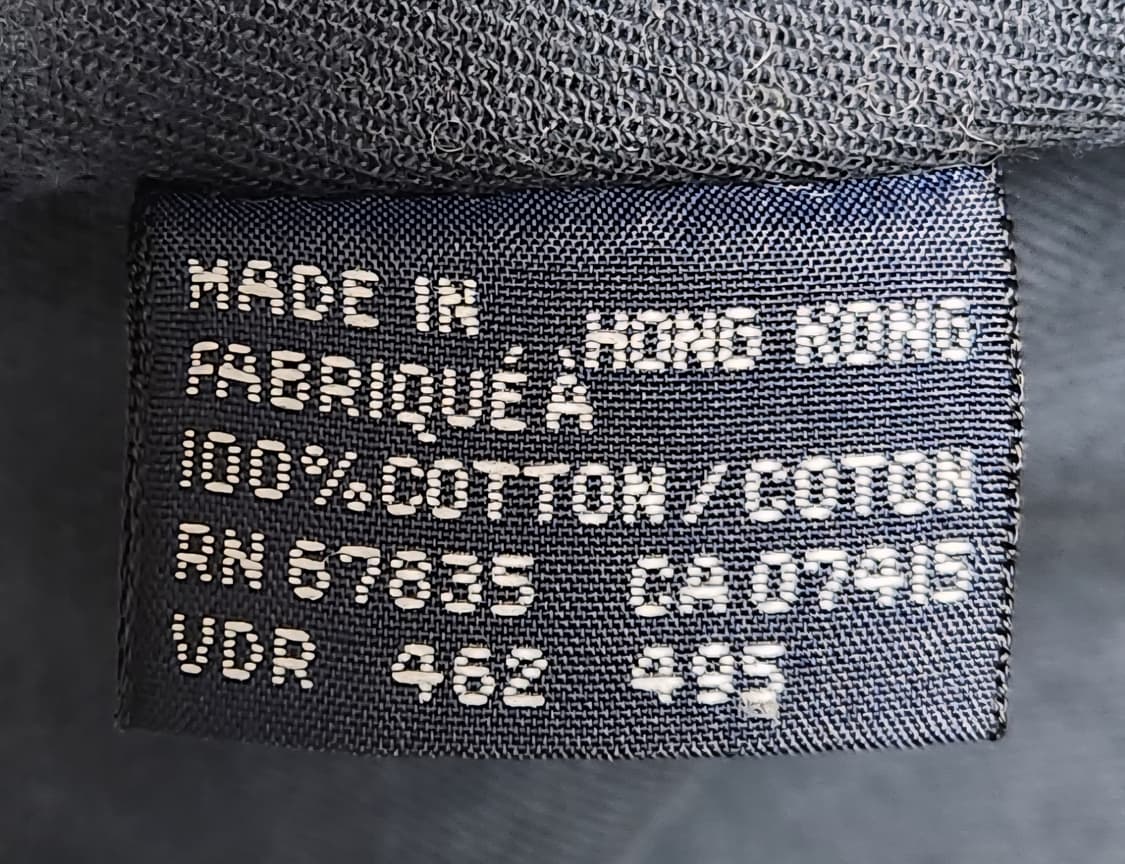 MADE IN HONG KONG
FABRIQUÉ À
100% COTTON / COTON
RN 67835 CA 07415
VDR 462 495